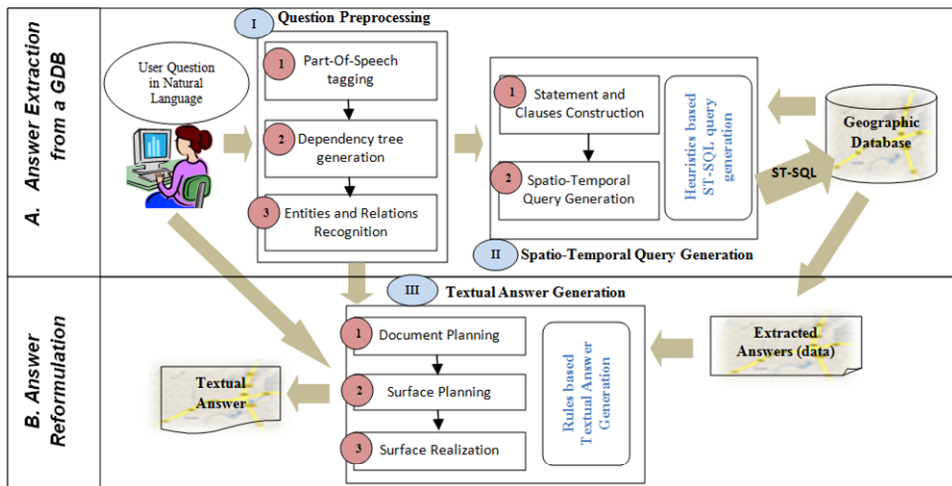 A. Answer Extraction
from a GDB
User Question
in Natural
Language
I
Question Preprocessing
1
Part-Of-Speech
tagging
2
Dependency tree
generation
3
Entities and Relations
Recognition
1
Statement and
Clauses Construction
2
Spatio-Temporal
Query Generation
Heuristics based
ST-SQL query
generation
II
Spatio-Temporal Query Generation
ST-SQL
Geographic
Database
B. Answer
Reformulation
III
Textual Answer Generation
1
Document Planning
2
Surface Planning
3
Surface Realization
Rules based
Textual Answer
Generation
Extracted
Answers (data)
Textual
Answer